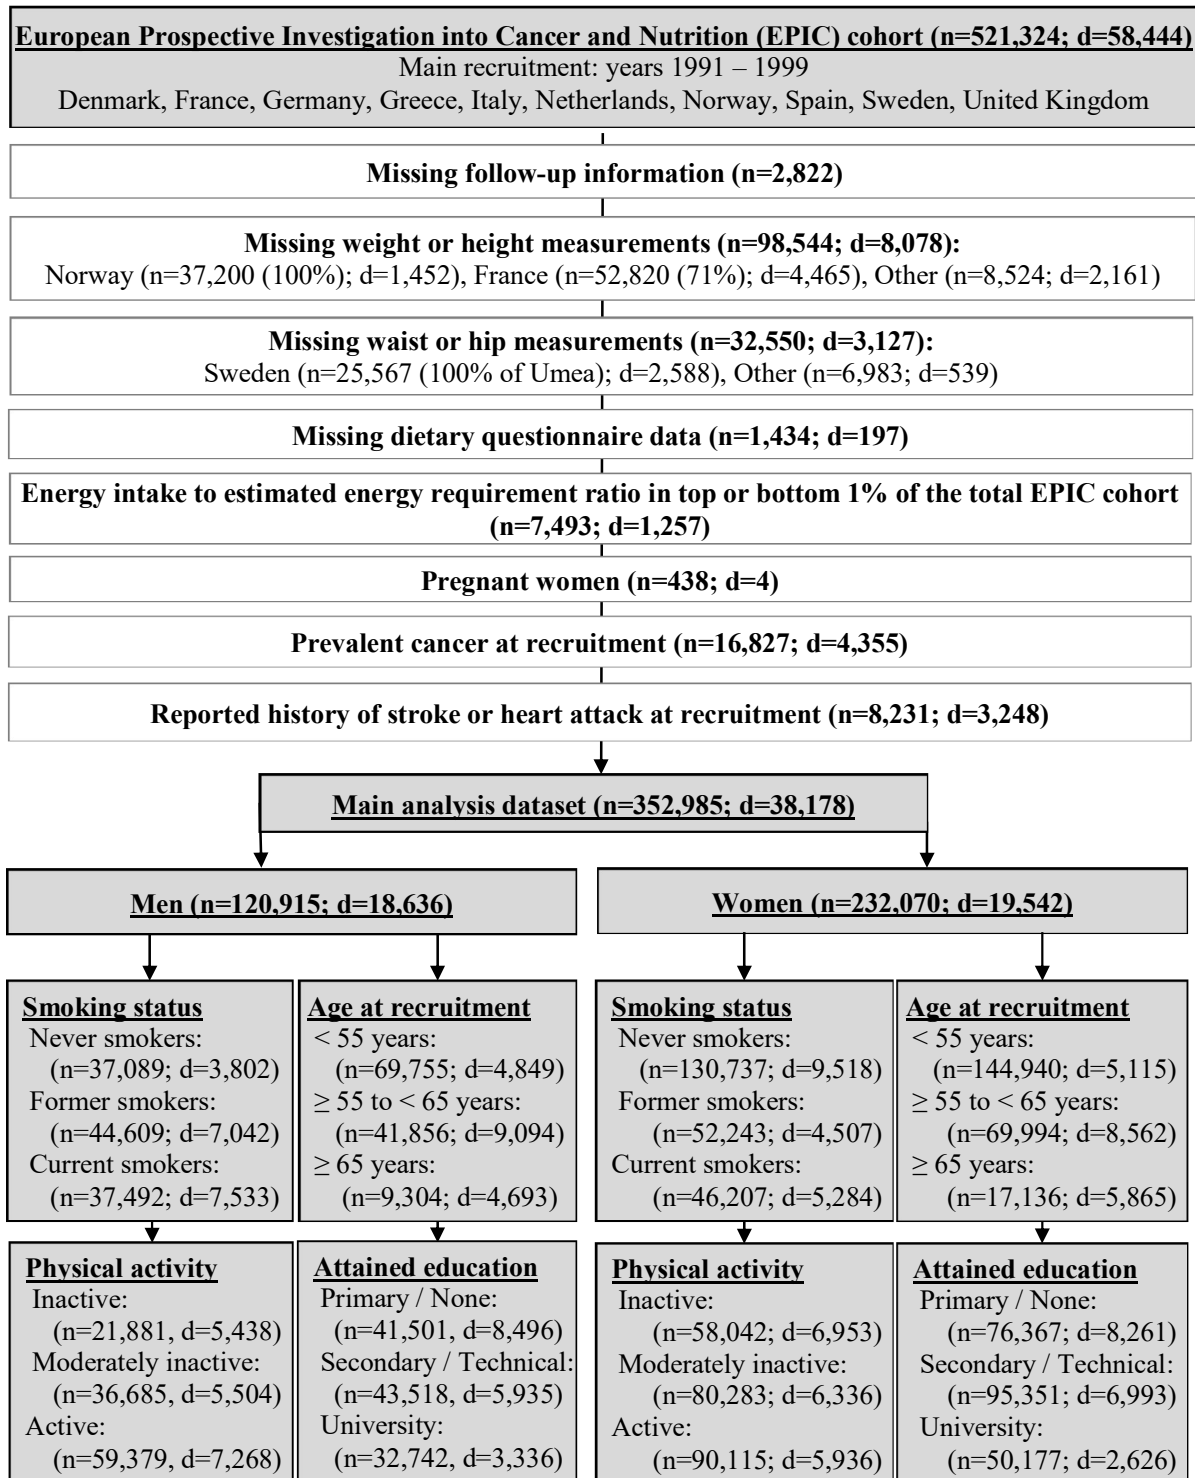 European Prospective Investigation into Cancer and Nutrition (EPIC) cohort (n=521,324; d=58,444)
Main recruitment: years 1991 – 1999
Denmark, France, Germany, Greece, Italy, Netherlands, Norway, Spain, Sweden, United Kingdom
Missing follow-up information (n=2,822)
Missing weight or height measurements (n=98,544; d=8,078):
Norway (n=37,200 (100%); d=1,452), France (n=52,820 (71%); d=4,465), Other (n=8,524; d=2,161)
Missing waist or hip measurements (n=32,550; d=3,127):
Sweden (n=25,567 (100% of Umea); d=2,588), Other (n=6,983; d=539)
Missing dietary questionnaire data (n=1,434; d=197)
Energy intake to estimated energy requirement ratio in top or bottom 1% of the total EPIC cohort
(n=7,493; d=1,257)
Pregnant women (n=438; d=4)
Prevalent cancer at recruitment (n=16,827; d=4,355)
Reported history of stroke or heart attack at recruitment (n=8,231; d=3,248)
Main analysis dataset (n=352,985; d=38,178)
Men (n=120,915; d=18,636)
Women (n=232,070; d=19,542)
Smoking status
Never smokers:
(n=37,089; d=3,802)
Former smokers:
(n=44,609; d=7,042)
Current smokers:
(n=37,492; d=7,533)
Age at recruitment
< 55 years:
(n=69,755; d=4,849)
≥ 55 to < 65 years:
(n=41,856; d=9,094)
≥ 65 years:
(n=9,304; d=4,693)
Smoking status
Never smokers:
(n=130,737; d=9,518)
Former smokers:
(n=52,243; d=4,507)
Current smokers:
(n=46,207; d=5,284)
Age at recruitment
< 55 years:
(n=144,940; d=5,115)
≥ 55 to < 65 years:
(n=69,994; d=8,562)
≥ 65 years:
(n=17,136; d=5,865)
Physical activity
Inactive:
(n=21,881, d=5,438)
Moderately inactive:
(n=36,685; d=5,504)
Active:
(n=59,379; d=7,268)
Attained education
Primary / None:
(n=41,501, d=8,496)
Secondary / Technical:
(n=43,518, d=5,935)
University:
(n=32,742; d=3,336)
Physical activity
Inactive:
(n=58,042; d=6,953)
Moderately inactive:
(n=80,283; d=6,336)
Active:
(n=90,115; d=5,936)
Attained education
Primary / None:
(n=76,367; d=8,261)
Secondary / Technical:
(n=95,351; d=6,993)
University:
(n=50,177; d=2,626)